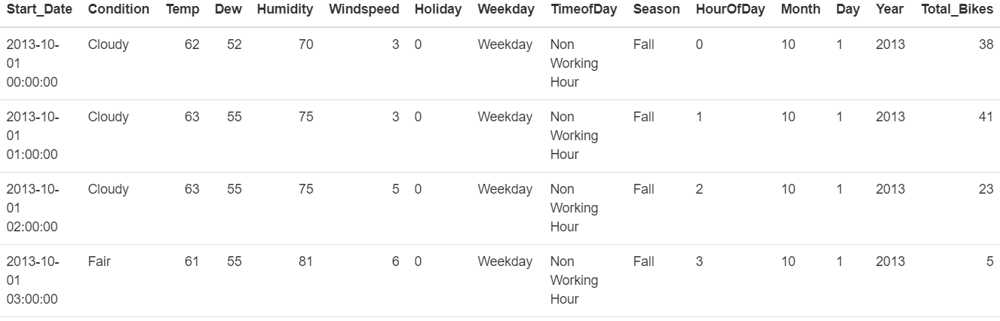 Start_Date Condition Temp Dew Humidity Windspeed Holiday Weekday TimeofDay Season HourOfDay Month Day Year Total_Bikes
2013-10- Cloudy 62 52 70 3 0 Weekday Non Fall 0 10 1 2013 38
01 Working
00:00:00 Hour
2013-10- Cloudy 63 55 75 3 0 Weekday Non Fall 1 10 1 2013 41
01 Working
01:00:00 Hour
2013-10- Cloudy 63 55 75 5 0 Weekday Non Fall 2 10 1 2013 23
01 Working
02:00:00 Hour
2013-10- Fair 61 55 81 6 0 Weekday Non Fall 3 10 1 2013 5
01 Working
03:00:00 Hour